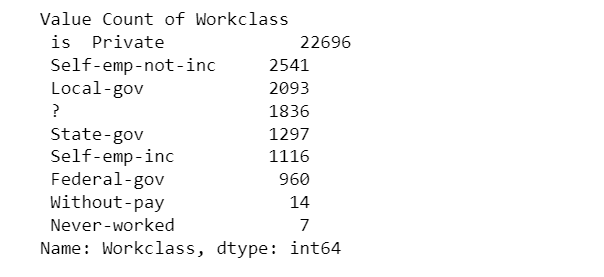 Value Count of Workclass
is  Private             22696
Self-emp-not-inc     2541
Local-gov            2093
?                    1836
State-gov            1297
Self-emp-inc         1116
Federal-gov           960
Without-pay            14
Never-worked            7
Name: Workclass, dtype: int64